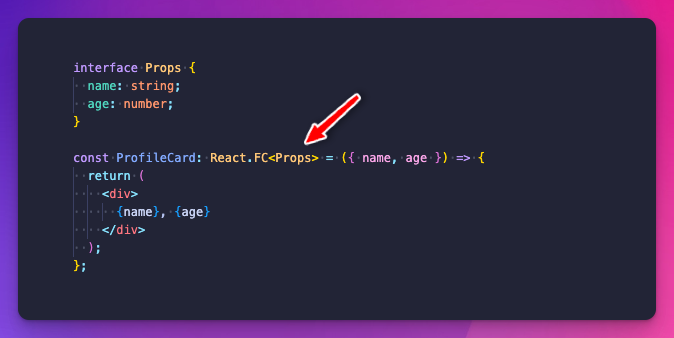 interface Props {
  name: string;
  age: number;
}
const ProfileCard: React.FC<Props> = ({ name, age }) => {
  return (
    <div>
      {name}, {age}
    </div>
  );
};